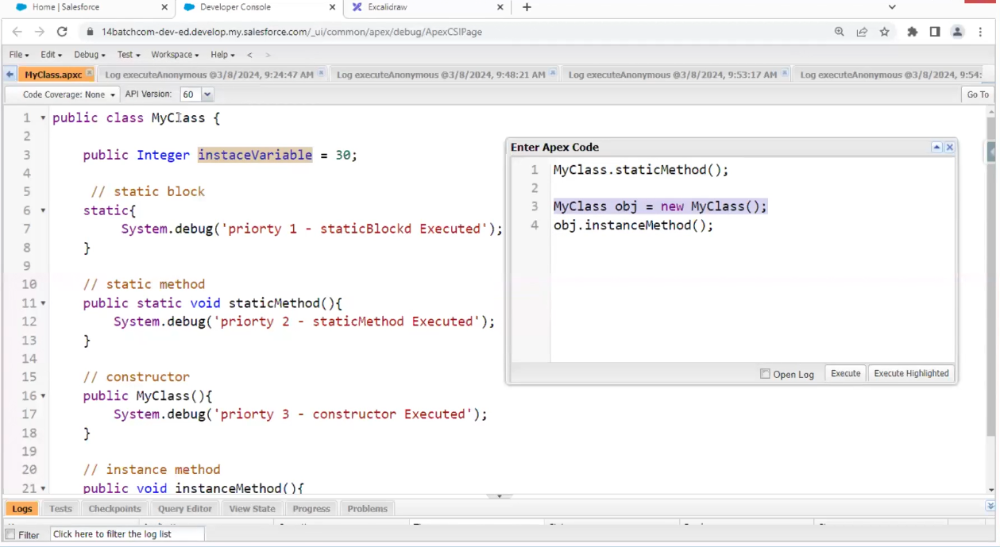 Home | Salesforce
Developer Console
Excalidraw
14batchcom-dev-ed.develop.my.salesforce.com/_ui/common/apex/debug/ApexCSIPage
File Edit Debug Test Workspace Help < >
MyClass.apxc
Log executeAnonymous @3/8/2024, 9:24:47 AM
Log executeAnonymous @3/8/2024, 9:48:21 AM
Log executeAnonymous @3/8/2024, 9:53:17 AM
Log executeAnonymous @3/8/2024, 9:54:
Code Coverage: None API Version: 60 Go To
1 public class MyClass {
2
3 public Integer instaceVariable = 30;
4
5 // static block
6 static{
7 System.debug('priorty 1 - staticBlockd Executed');
8 }
9
10 // static method
11 public static void staticMethod(){
12 System.debug('priorty 2 - staticMethod Executed');
13 }
14
15 // constructor
16 public MyClass(){
17 System.debug('priorty 3 - constructor Executed');
18 }
19
20 // instance method
21 public void instanceMethod(){
Enter Apex Code
1 MyClass.staticMethod();
2
3 MyClass obj = new MyClass();
4 obj.instanceMethod();
Open Log Execute Execute Highlighted
Logs Tests Checkpoints Query Editor View State Progress Problems
Filter Click here to filter the log list